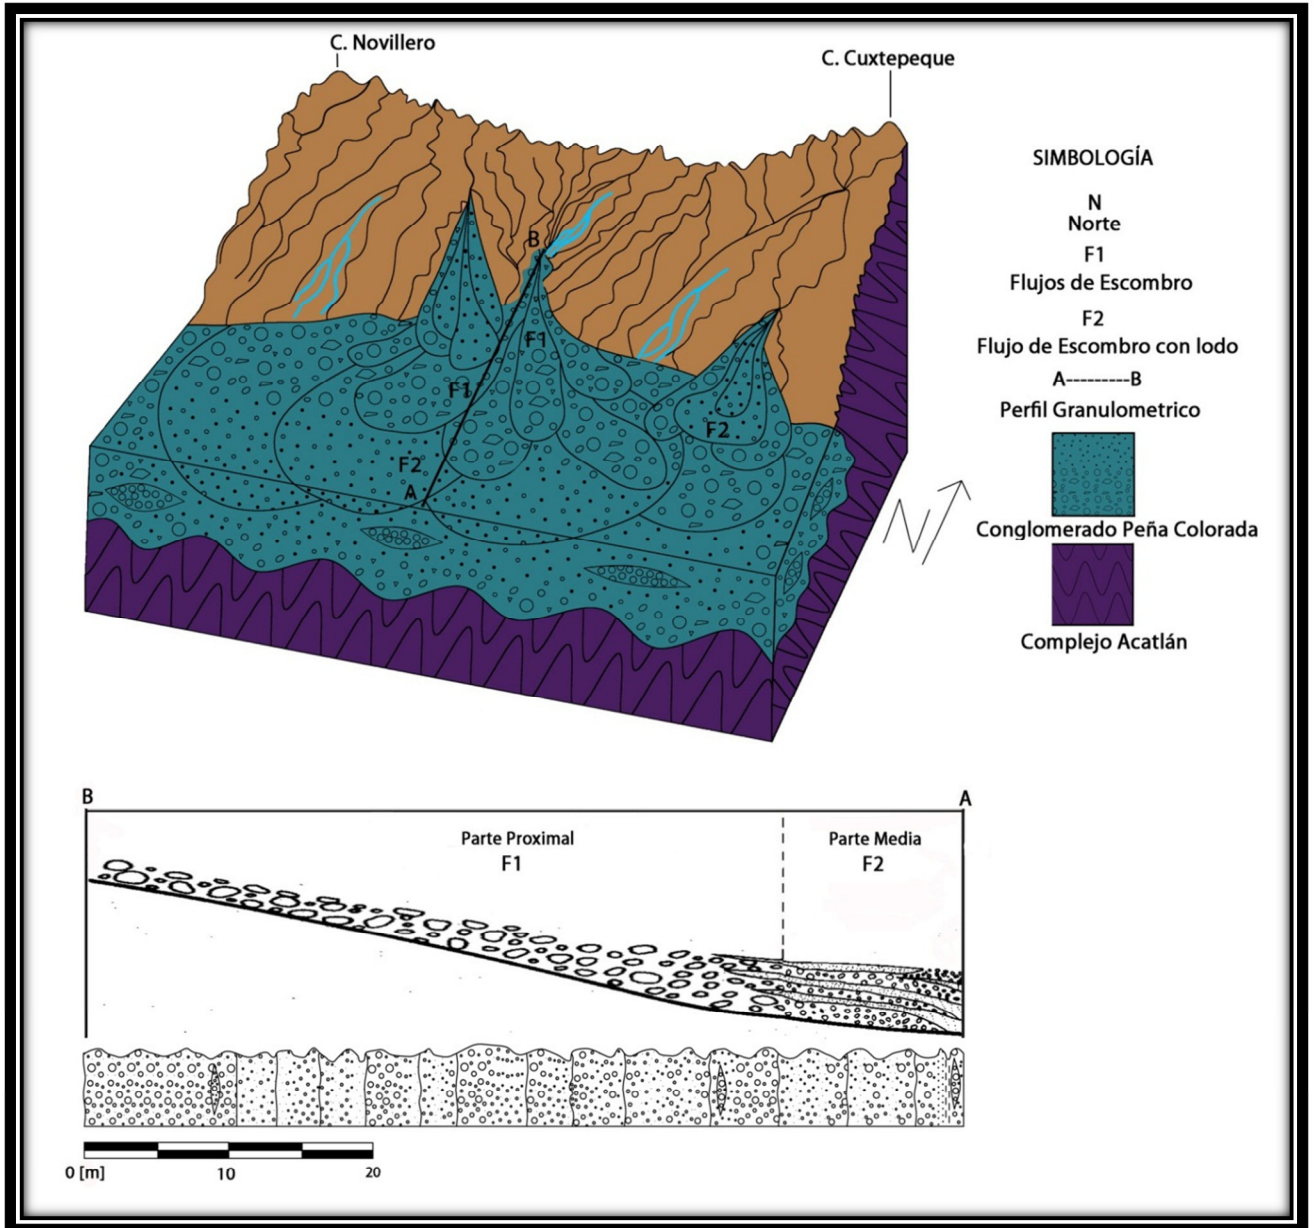 C. Novillero
C. Cuxtepeque
B
F1
F1
F2
F2
A
N
SIMBOLOGÍA
N
Norte
F1
Flujos de Escombro
F2
Flujo de Escombro con lodo
A---------B
Perfil Granulometrico
Conglomerado Peña Colorada
Complejo Acatlán
B
A
Parte Proximal
F1
Parte Media
F2
0 [m]
10
20